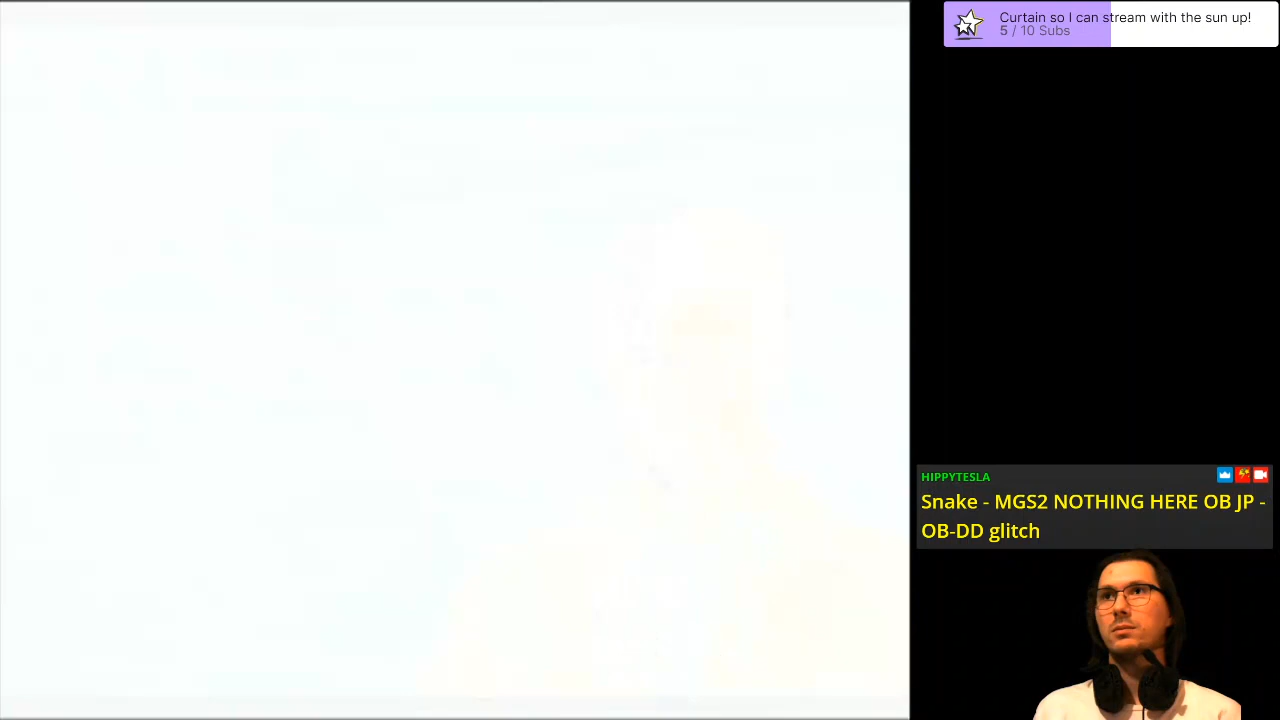 Curtain so I can stream with the sun up!
5 / 10 Subs
HIPPYTESLA
Snake - MGS2 NOTHING HERE OB JP -
OB-DD glitch